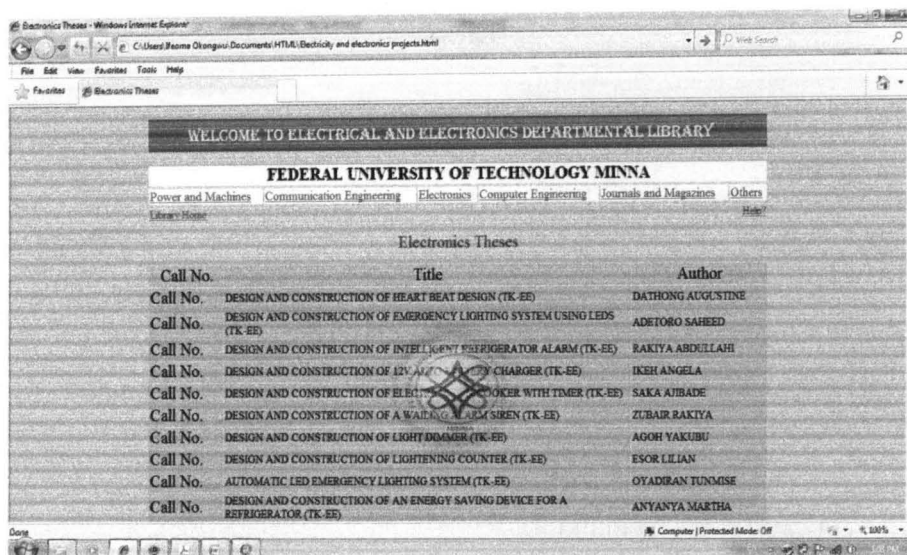 Electronics Theses - Windows Internet Explorer
C:\Users\Ifeoma Okongwu\Documents\HTML\Electricity and electronics projects.html
Web Search
File Edit View Favorites Tools Help
Favorites Electronics Theses
WELCOME TO ELECTRICAL AND ELECTRONICS DEPARTMENTAL LIBRARY
FEDERAL UNIVERSITY OF TECHNOLOGY MINNA
Power and Machines Communication Engineering Electronics Computer Engineering Journals and Magazines Others
Library Home Help?
Electronics Theses
Call No. Title Author
Call No. DESIGN AND CONSTRUCTION OF HEART BEAT DESIGN (TK-EE) DATHONG AUGUSTINE
Call No. DESIGN AND CONSTRUCTION OF EMERGENCY LIGHTING SYSTEM USING LEDS (TK-EE) ADETORO SAHEED
Call No. DESIGN AND CONSTRUCTION OF INTELLIGENT REFRIGERATOR ALARM (TK-EE) RAKIYA ABDULLAHI
Call No. DESIGN AND CONSTRUCTION OF 12V CHARGER (TK-EE) IKEH ANGELA
Call No. DESIGN AND CONSTRUCTION OF COOKER WITH TIMER (TK-EE) SAKA AJIBADE
Call No. DESIGN AND CONSTRUCTION OF A WAILING ALARM SIREN (TK-EE) ZUBAIR RAKIYA
Call No. DESIGN AND CONSTRUCTION OF LIGHT DIMMER (TK-EE) AGOH YAKUBU
Call No. DESIGN AND CONSTRUCTION OF LIGHTENING COUNTER (TK-EE) ESOR LILIAN
Call No. AUTOMATIC LED EMERGENCY LIGHTING SYSTEM (TK-EE) OYADIRAN TUNMISE
Call No. DESIGN AND CONSTRUCTION OF AN ENERGY SAVING DEVICE FOR A REFRIGERATOR (TK-EE) ANYANYA MARTHA
Done Computer | Protected Mode: Off 100%